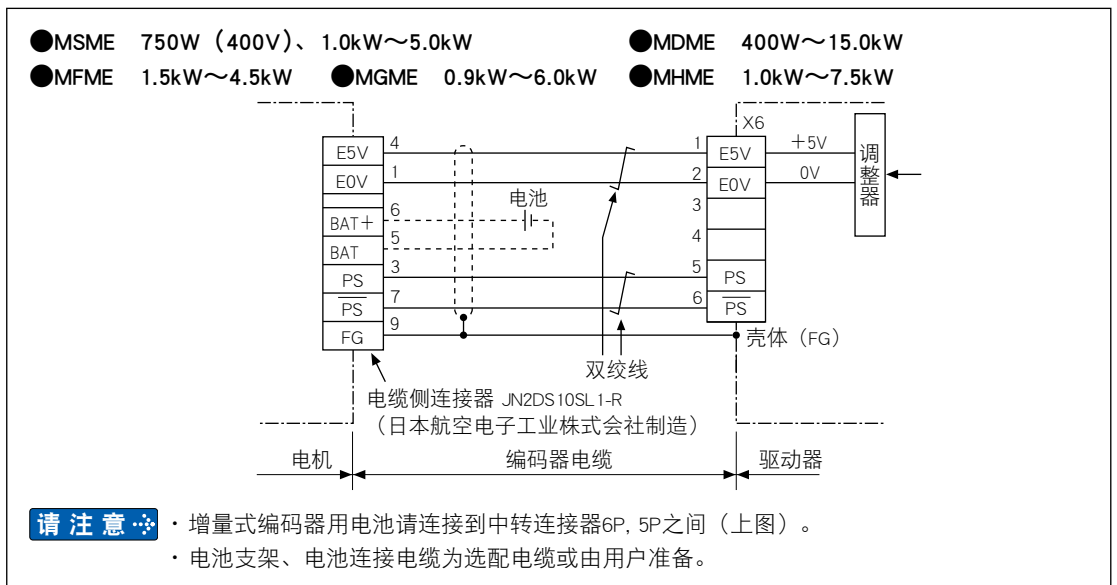 ●MSME 750W（400V）、1.0kW～5.0kW ●MDME 400W～15.0kW
●MFME 1.5kW～4.5kW ●MGME 0.9kW～6.0kW ●MHME 1.0kW～7.5kW
X6
E5V 4 1 E5V ＋5V
E0V 1 2 E0V 0V
调整器
电池
3
BAT＋ 6
4
BAT 5
PS 3 5 PS
PS 7 6 PS
FG 9 壳体（FG）
双绞线
电缆侧连接器 JN2DS10SL1-R
（日本航空电子工业株式会社制造）
电机 编码器电缆 驱动器
请注意 ・增量式编码器用电池请连接到中转连接器6P, 5P之间（上图）。
・电池支架、电池连接电缆为选配电缆或由用户准备。